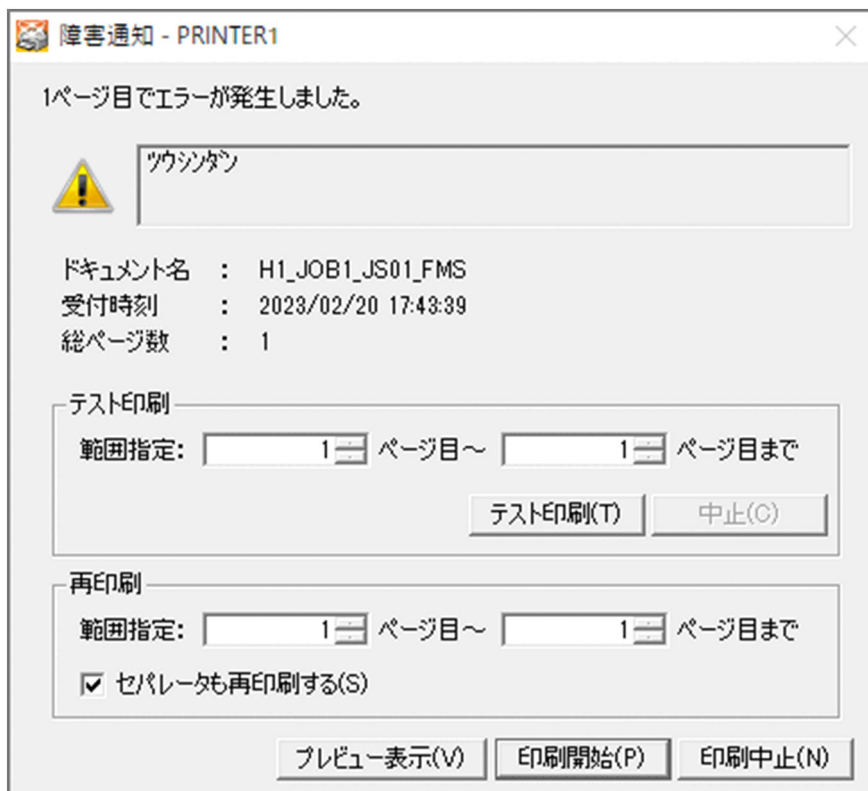 障害通知 - PRINTER1
1ページ目でエラーが発生しました。
ﾂｳｼﾝﾀﾞﾝ
ドキュメント名 : H1_JOB1_JS01_FMS
受付時刻 : 2023/02/20 17:43:39
総ページ数 : 1
テスト印刷
範囲指定: 1 ページ目～ 1 ページ目まで
テスト印刷(T) 中止(C)
再印刷
範囲指定: 1 ページ目～ 1 ページ目まで
セパレータも再印刷する(S)
プレビュー表示(V) 印刷開始(P) 印刷中止(N)